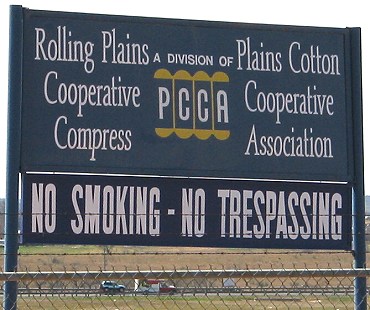 Rolling Plains A DIVISION OF Plains Cotton
Cooperative PCCA Cooperative
Compress Association
NO SMOKING - NO TRESPASSING